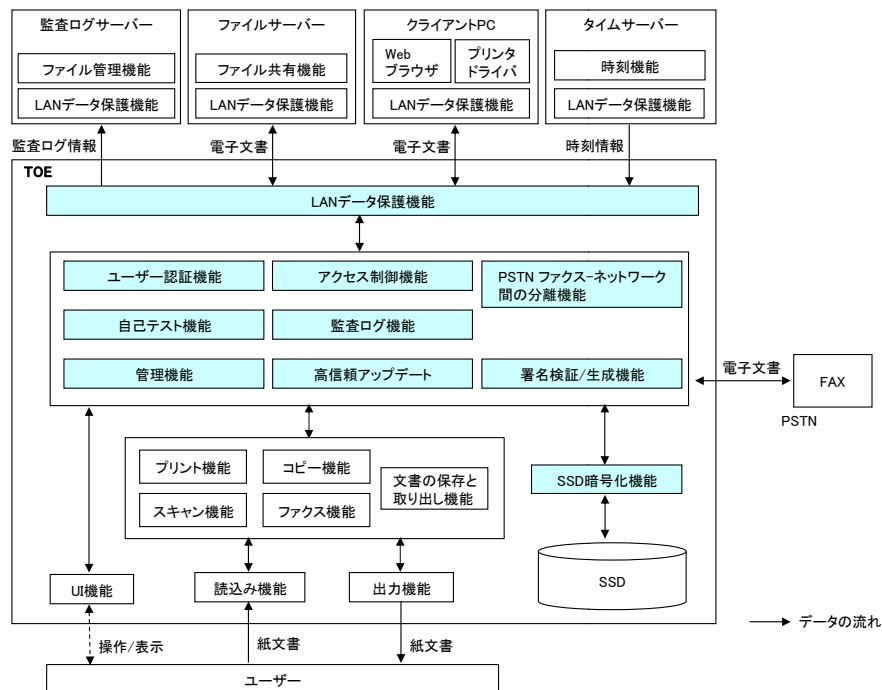 監査ログサーバー
ファイル管理機能
LANデータ保護機能
ファイルサーバー
ファイル共有機能
LANデータ保護機能
クライアントPC
Web
ブラウザ
プリンタ
ドライバ
LANデータ保護機能
タイムサーバー
時刻機能
LANデータ保護機能
監査ログ情報
電子文書
電子文書
時刻情報
TOE
LANデータ保護機能
ユーザー認証機能
アクセス制御機能
PSTN ファクス-ネットワーク
間の分離機能
自己テスト機能
監査ログ機能
管理機能
高信頼アップデート
署名検証/生成機能
電子文書
FAX
PSTN
プリント機能
コピー機能
文書の保存と
取り出し機能
スキャン機能
ファクス機能
SSD暗号化機能
SSD
UI機能
読込み機能
出力機能
データの流れ
操作/表示
紙文書
紙文書
ユーザー